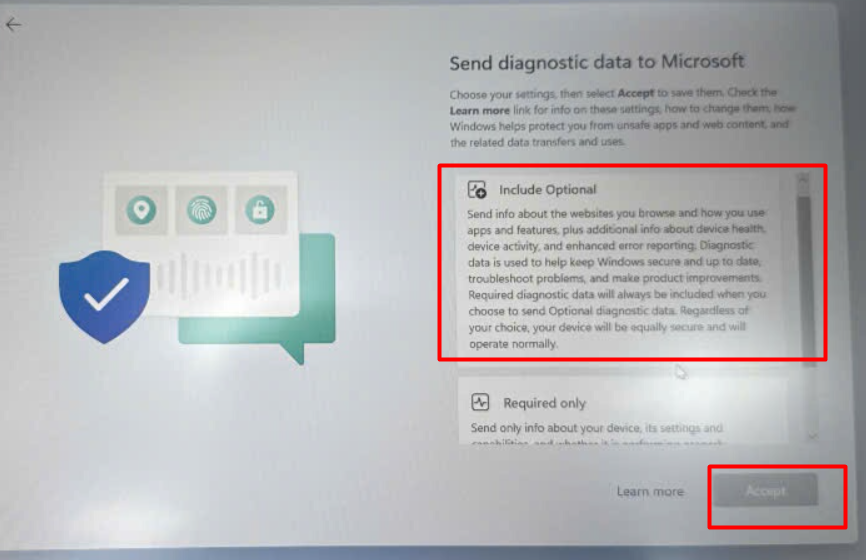 Send diagnostic data to Microsoft
Choose your settings, then select Accept to save them. Check the
Learn more link for info on these settings, how to change them, how
Windows helps protect you from unsafe apps and web content, and
the related data transfers and uses.
Include Optional
Send info about the websites you browse and how you use
apps and features, plus additional info about device health,
device activity, and enhanced error reporting. Diagnostic
data is used to help keep Windows secure and up to date,
troubleshoot problems, and make product improvements.
Required diagnostic data will always be included when you
choose to send Optional diagnostic data. Regardless of
your choice, your device will be equally secure and will
operate normally.
Required only
Send only info about your device, its settings and
capabilities, and whether it is performing properly.
Learn more
Accept